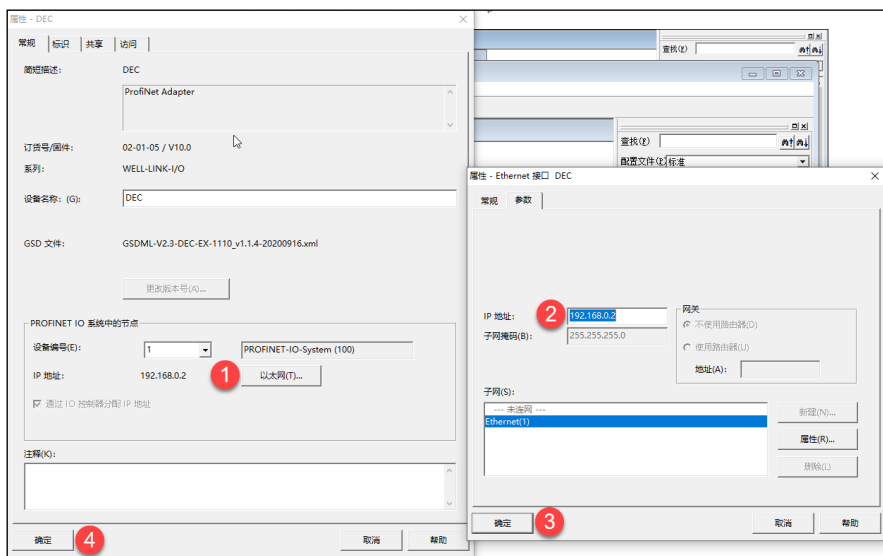 属性 - DEC
常规 标识 共享 访问
简短描述: DEC
ProfiNet Adapter
订货号/固件: 02-01-05 / V10.0
系列: WELL-LINK-I/O
设备名称: (G): DEC
GSD 文件: GSDML-V2.3-DEC-EX-1110_v1.1.4-20200916.xml
更改版本号(A)...
PROFINET IO 系统中的节点
设备编号(E): 1 PROFINET-IO-System (100)
IP 地址: 192.168.0.2 1 以太网(T)...
通过 IO 控制器分配 IP 地址
注释(K):
确定 4 取消 帮助
查找(P)
查找(F)
配置文件(P) 标准
属性 - Ethernet 接口 DEC
常规 参数
IP 地址: 2 192.168.0.2
子网掩码(B): 255.255.255.0
网关
不使用路由器(D)
使用路由器(U)
地址(A):
子网(S):
--- 未连网 ---
Ethernet(1)
新建(N)...
属性(R)...
删除(L)
确定 3 取消 帮助